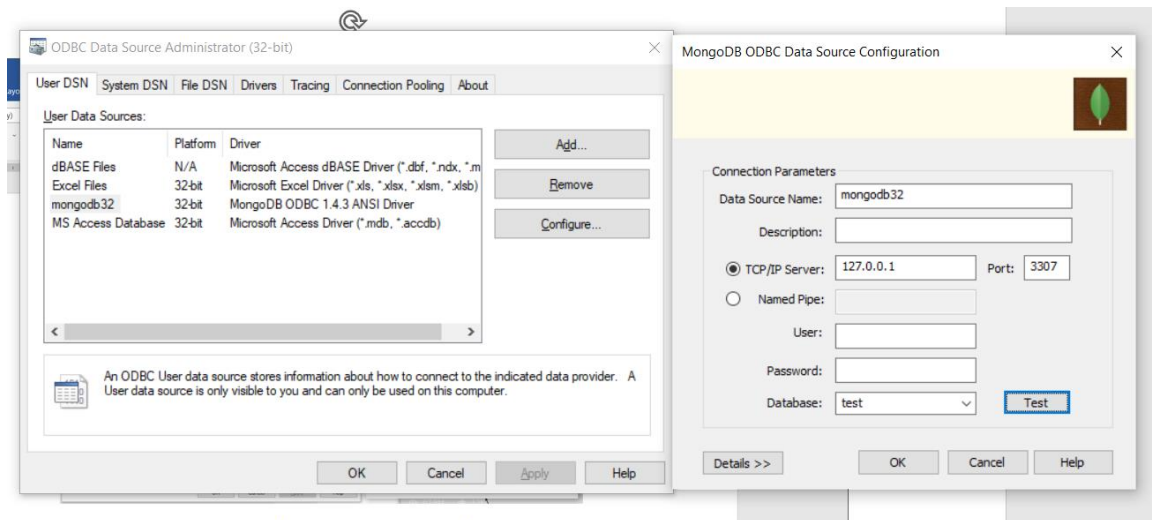 ODBC Data Source Administrator (32-bit)
User DSN System DSN File DSN Drivers Tracing Connection Pooling About
User Data Sources:
Name Platform Driver
dBASE Files N/A Microsoft Access dBASE Driver (*.dbf, *.ndx, *.m
Excel Files 32-bit Microsoft Excel Driver (*.xls, *.xlsx, *.xlsm, *.xlsb)
mongodb32 32-bit MongoDB ODBC 1.4.3 ANSI Driver
MS Access Database 32-bit Microsoft Access Driver (*.mdb, *.accdb)
Add...
Remove
Configure...
An ODBC User data source stores information about how to connect to the indicated data provider. A
User data source is only visible to you and can only be used on this computer.
OK Cancel Apply Help
MongoDB ODBC Data Source Configuration
Connection Parameters
Data Source Name: mongodb32
Description:
TCP/IP Server: 127.0.0.1 Port: 3307
Named Pipe:
User:
Password:
Database: test Test
Details >> OK Cancel Help